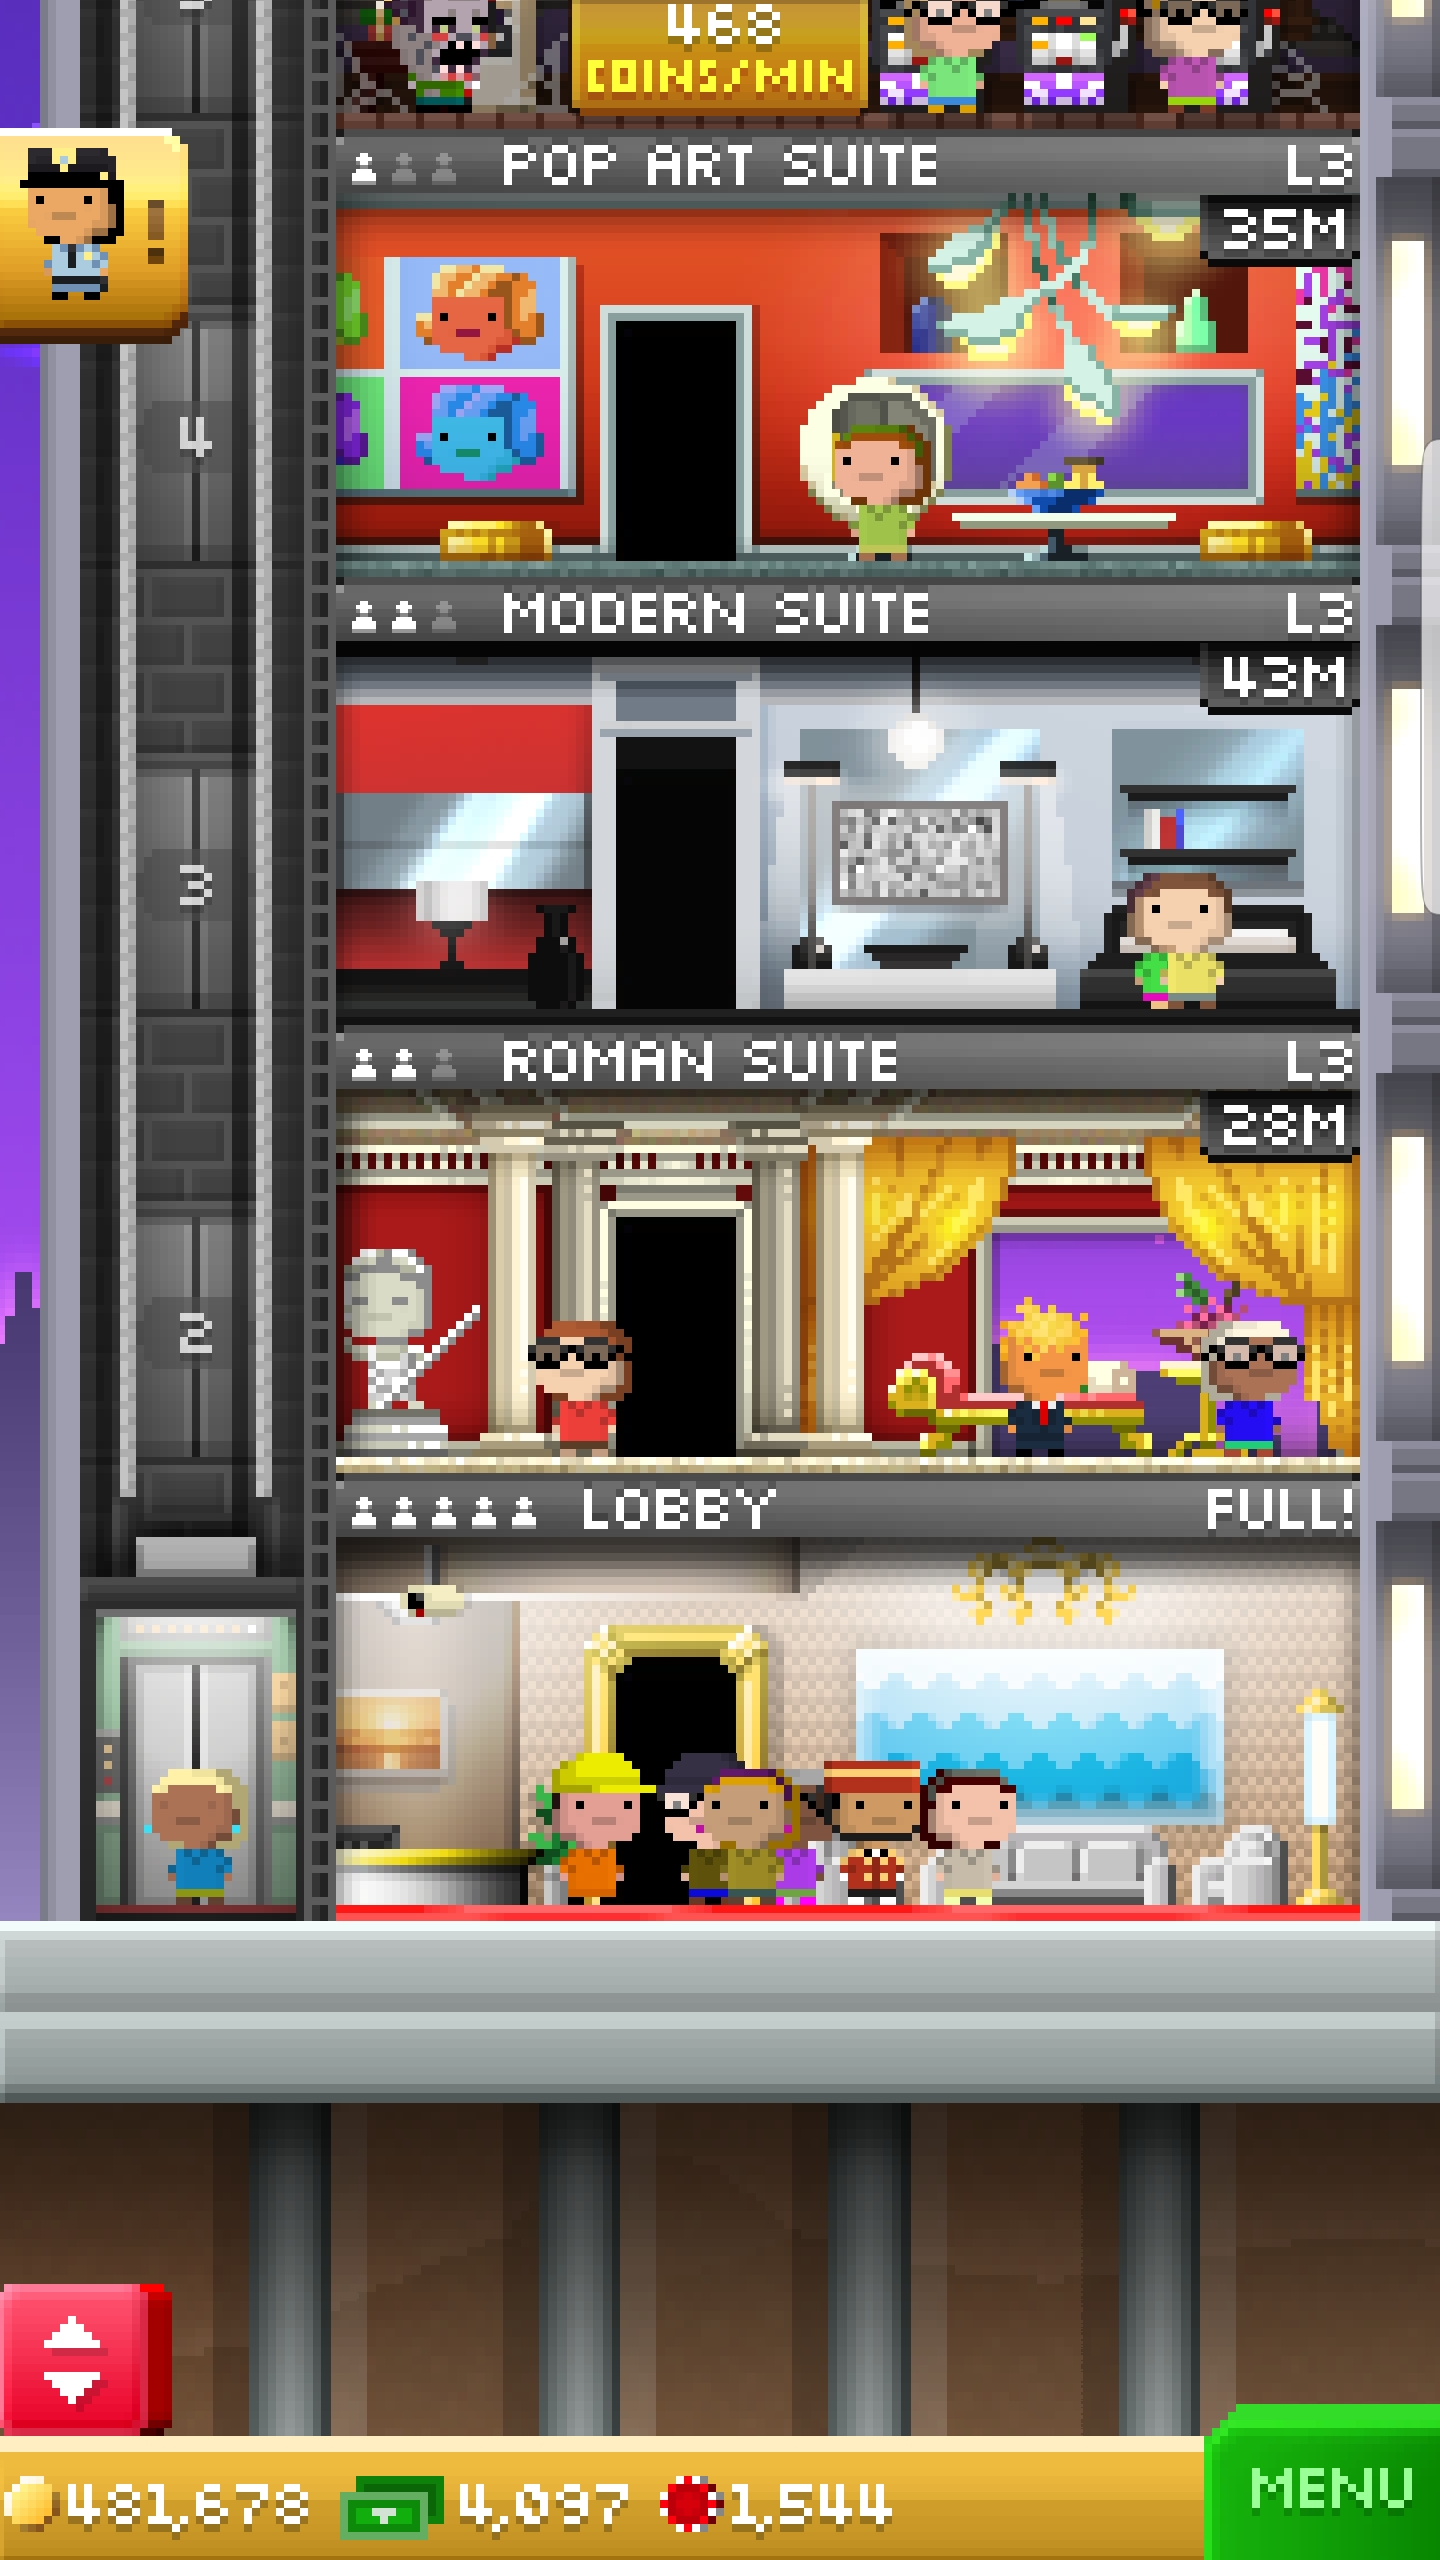 468
COINS/MIN
POP ART SUITE L3
35M
!
4
MODERN SUITE L3
43M
3
ROMAN SUITE L3
28M
2
LOBBY FULL!
481,678 4,097 1,544
MENU